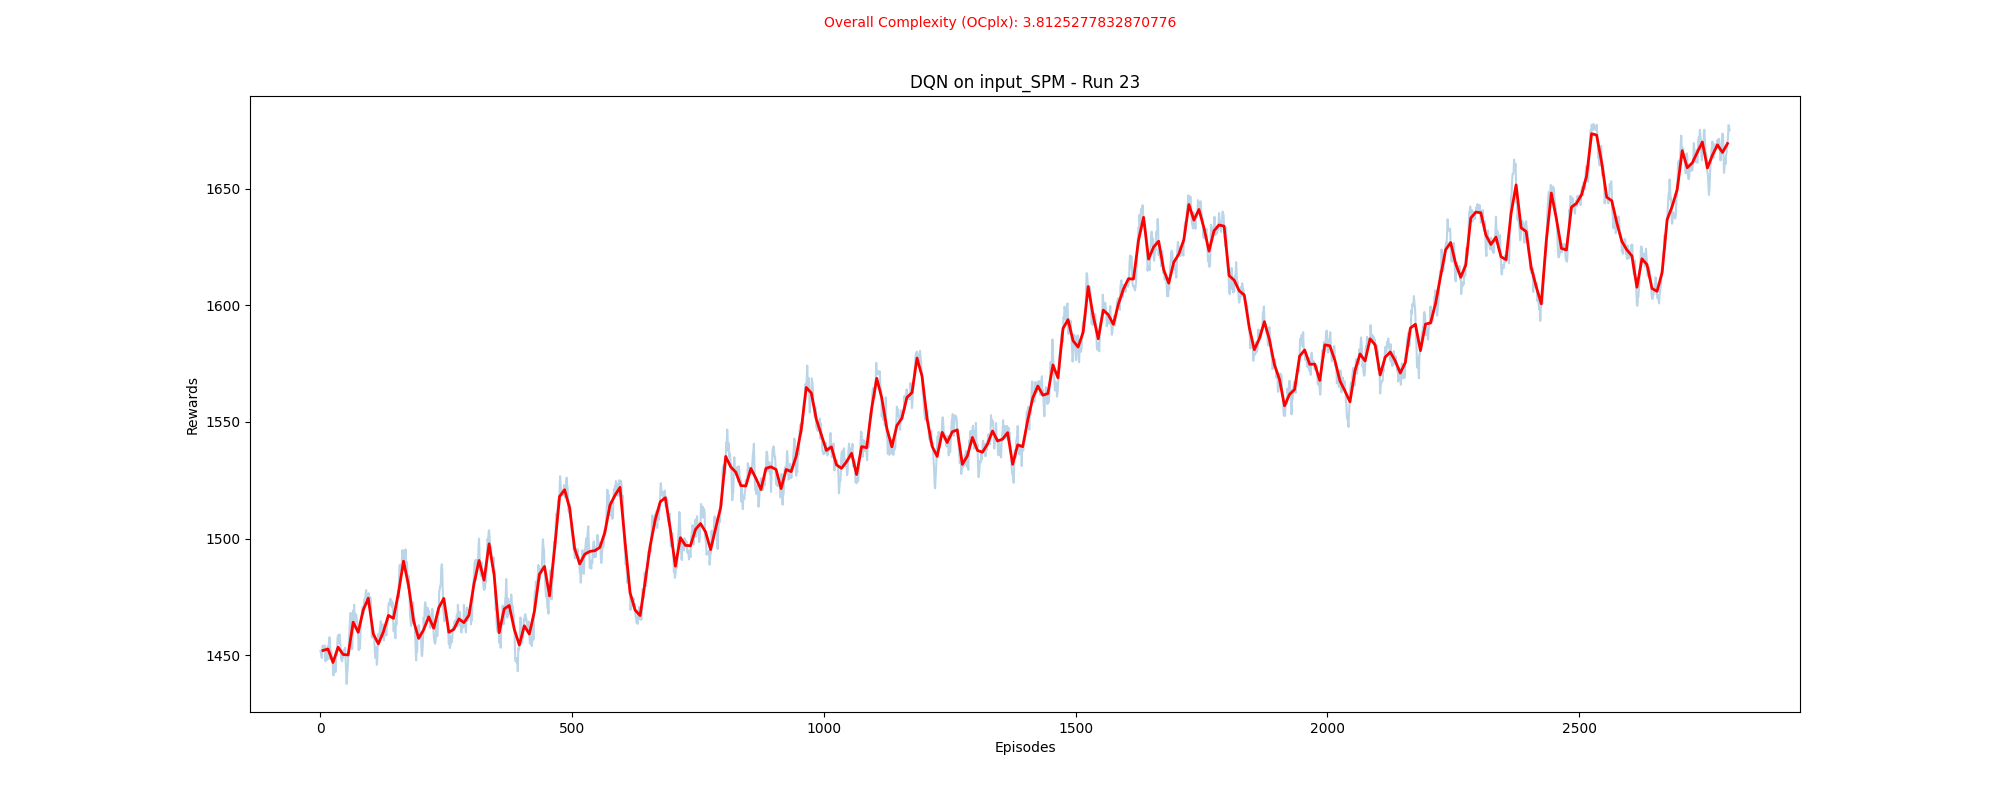 Overall Complexity (OCplx): 3.8125277832870776
DQN on input_SPM - Run 23
Rewards
1650
1600
1550
1500
1450
0 500 1000 1500 2000 2500
Episodes